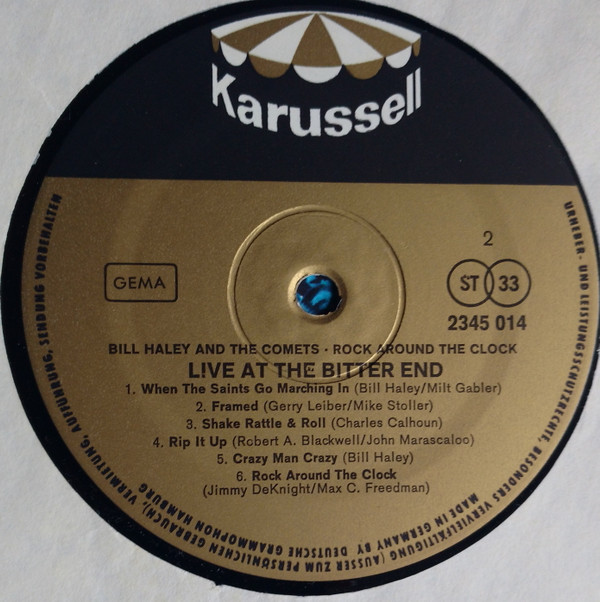 Karussell
2
GEMA
ST 33
2345 014
BILL HALEY AND THE COMETS · ROCK AROUND THE CLOCK
L!VE AT THE BITTER END
1. When The Saints Go Marching In (Bill Haley/Milt Gabler)
2. Framed (Gerry Leiber/Mike Stoller)
3. Shake Rattle & Roll (Charles Calhoun)
4. Rip It Up (Robert A. Blackwell/John Marascaloo)
5. Crazy Man Crazy (Bill Haley)
6. Rock Around The Clock
(Jimmy DeKnight/Max C. Freedman)
URHEBER- UND LEISTUNGSSCHUTZRECHTE, BESONDERS VERVIELFÄLTIGUNG (AUSSER ZUM PERSÖNLICHEN GEBRAUCH), VERMIETUNG, AUFFÜHRUNG, SENDUNG VORBEHALTEN
MADE IN GERMANY BY DEUTSCHE GRAMMOPHON HAMBURG